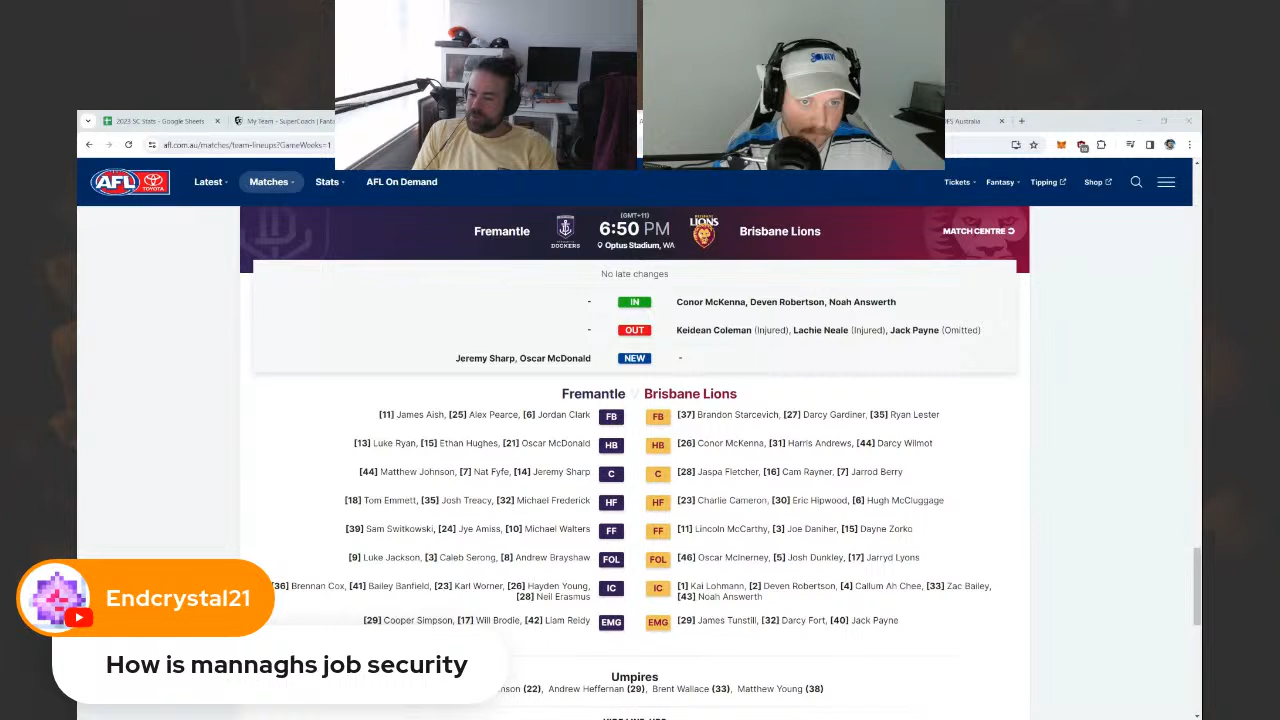 2023 SC Stats - Google Sheets
My Team - SuperCoach | Fanta
OPS Australia
afl.com.au/matches/team-lineups?GameWeeks=1
AFL
TOYOTA
Latest
Matches
Stats
AFL On Demand
Tickets
Fantasy
Tipping
Shop
Fremantle
DOCKERS
(GMT+11)
6:50 PM
Optus Stadium, WA
LIONS
Brisbane Lions
MATCH CENTRE
No late changes
- IN Conor McKenna, Deven Robertson, Noah Answerth
- OUT Keidean Coleman (Injured), Lachie Neale (Injured), Jack Payne (Omitted)
Jeremy Sharp, Oscar McDonald NEW -
Fremantle V Brisbane Lions
[11] James Aish, [25] Alex Pearce, [6] Jordan Clark FB FB [37] Brandon Starcevich, [27] Darcy Gardiner, [35] Ryan Lester
[13] Luke Ryan, [15] Ethan Hughes, [21] Oscar McDonald HB HB [26] Conor McKenna, [31] Harris Andrews, [44] Darcy Wilmot
[44] Matthew Johnson, [7] Nat Fyfe, [14] Jeremy Sharp C C [28] Jaspa Fletcher, [16] Cam Rayner, [7] Jarrod Berry
[18] Tom Emmett, [35] Josh Treacy, [32] Michael Frederick HF HF [23] Charlie Cameron, [30] Eric Hipwood, [6] Hugh McCluggage
[39] Sam Switkowski, [24] Jye Amiss, [10] Michael Walters FF FF [11] Lincoln McCarthy, [3] Joe Daniher, [15] Dayne Zorko
[9] Luke Jackson, [3] Caleb Serong, [8] Andrew Brayshaw FOL FOL [46] Oscar McInerney, [5] Josh Dunkley, [17] Jarryd Lyons
36] Brennan Cox, [41] Bailey Banfield, [23] Karl Worner, [26] Hayden Young, IC IC [1] Kai Lohmann, [2] Deven Robertson, [4] Callum Ah Chee, [33] Zac Bailey,
[28] Neil Erasmus [43] Noah Answerth
[29] Cooper Simpson, [17] Will Brodie, [42] Liam Reidy EMG EMG [29] James Tunstill, [32] Darcy Fort, [40] Jack Payne
Umpires
nson (22), Andrew Heffernan (29), Brent Wallace (33), Matthew Young (38)
Endcrystal21
How is mannaghs job security